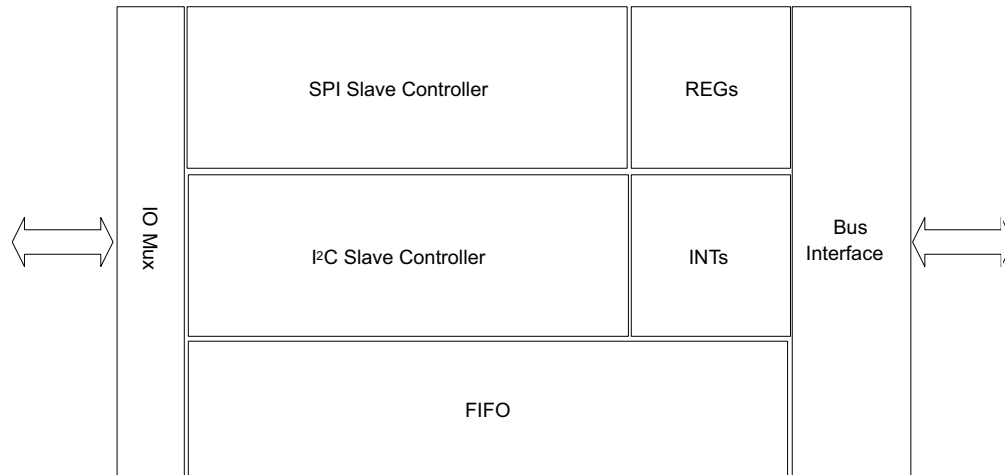 SPI Slave Controller
REGs
IO Mux
I²C Slave Controller
INTs
Bus
Interface
FIFO